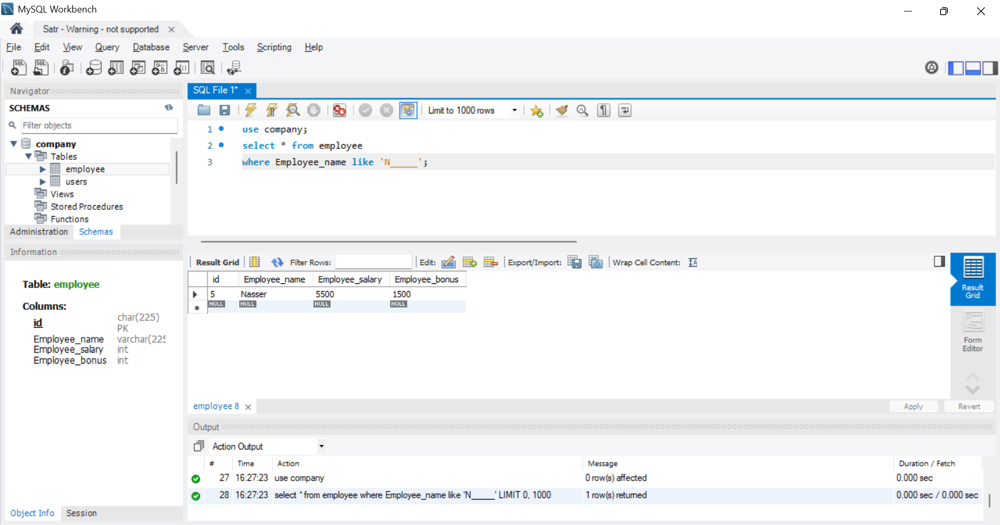 MySQL Workbench
Satr - Warning - not supported
File Edit View Query Database Server Tools Scripting Help
Navigator
SCHEMAS
Filter objects
company
Tables
employee
users
Views
Stored Procedures
Functions
Administration Schemas
Information
Table: employee
Columns:
id char(225) PK
Employee_name varchar(225
Employee_salary int
Employee_bonus int
Object Info Session
SQL File 1*
Limit to 1000 rows
1 use company;
2 select * from employee
3 where Employee_name like 'N_____';
Result Grid Filter Rows: Edit: Export/Import: Wrap Cell Content:
id Employee_name Employee_salary Employee_bonus
5 Nasser 5500 1500
NULL NULL NULL NULL
Result Grid
Form Editor
employee 8
Apply Revert
Output
Action Output
# Time Action Message Duration / Fetch
27 16:27:23 use company 0 row(s) affected 0.000 sec
28 16:27:23 select * from employee where Employee_name like 'N_____' LIMIT 0, 1000 1 row(s) returned 0.000 sec / 0.000 sec